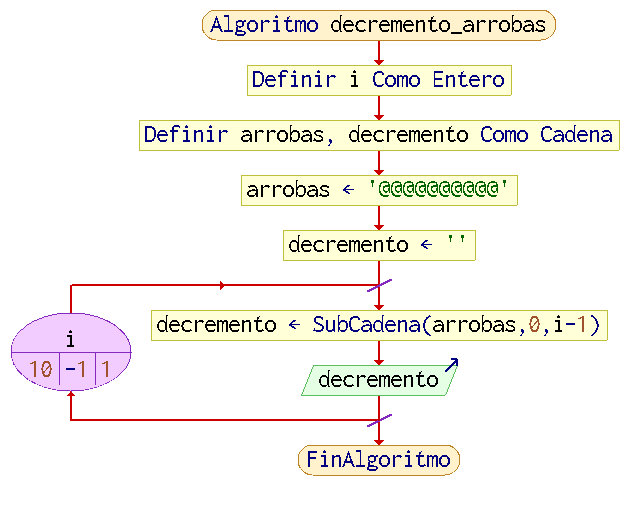 Algoritmo decremento_arrobas
Definir i Como Entero
Definir arrobas, decremento Como Cadena
arrobas ← '@@@@@@@@@@'
decremento ← ''
decremento ← SubCadena(arrobas,0,i-1)
i
10 -1 1
decremento
FinAlgoritmo